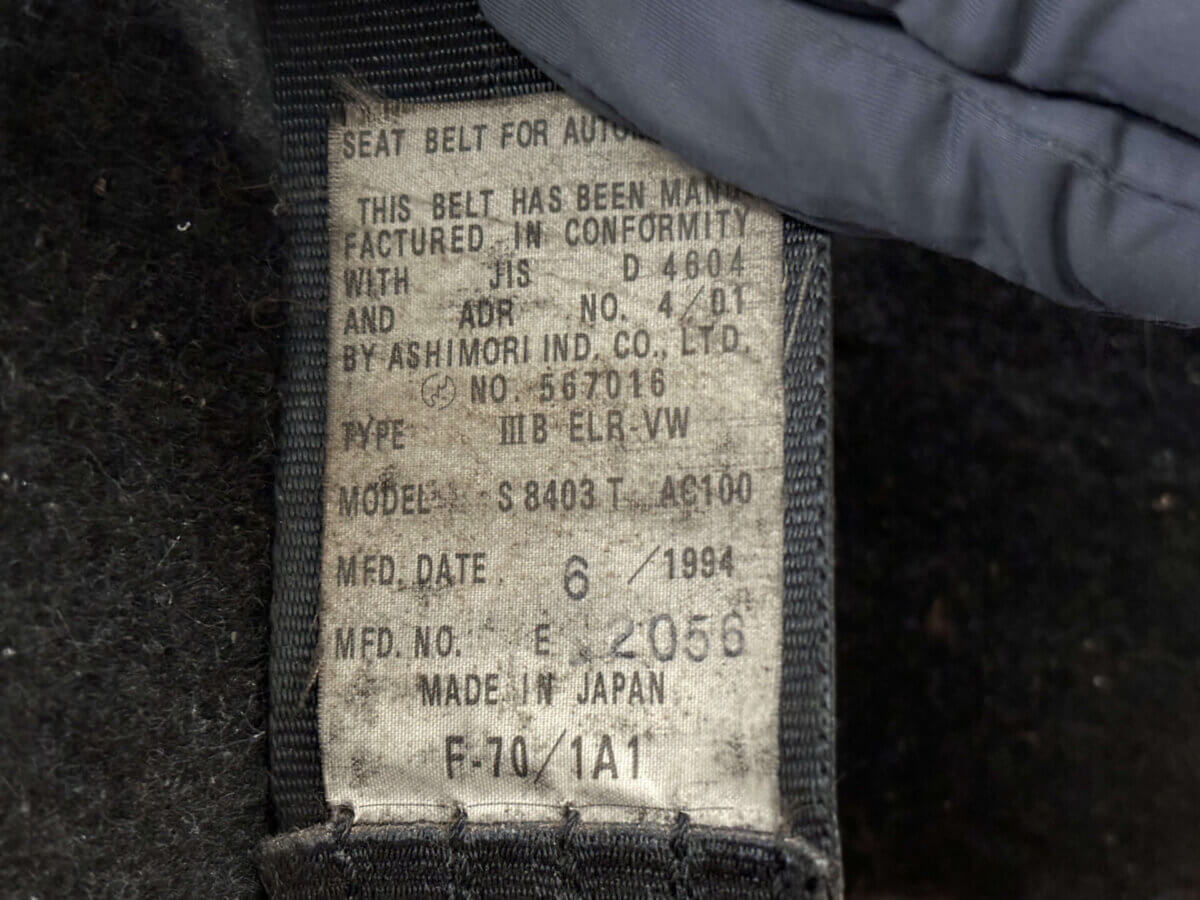 SEAT BELT FOR
THIS BELT HAS BEEN MANU
FACTURED IN CONFORMITY
WITH JIS D 4604
AND ADR NO. 4/01
BY ASHIMORI IND. CO., LTD.
NO. 567016
TYPE III B ELR-VW
MODEL S 8403 T AC100
MFD. DATE 6 /1994
MFD. NO. E 2056
MADE IN JAPAN
F-70/1A1